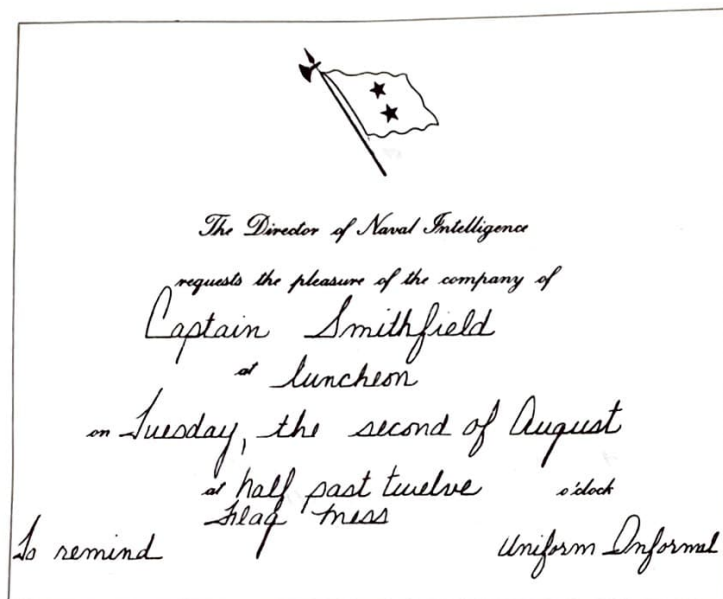 The Director of Naval Intelligence
requests the pleasure of the company of
Captain Smithfield
at luncheon
on Tuesday, the second of August
at half past twelve o'clock
Flag Mess
To remind Uniform Informal